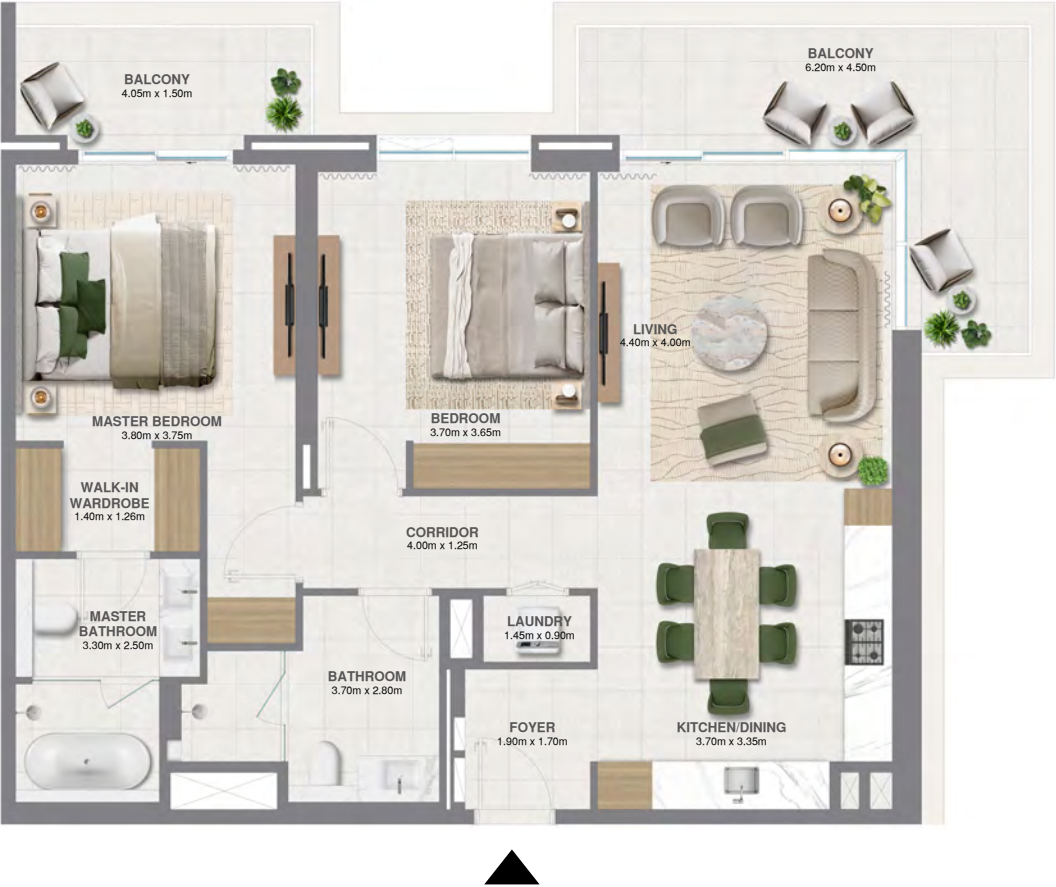 BALCONY
4.05m x 1.50m
BALCONY
6.20m x 4.50m
LIVING
4.40m x 4.00m
MASTER BEDROOM
3.80m x 3.75m
BEDROOM
3.70m x 3.65m
WALK-IN
WARDROBE
1.40m x 1.26m
CORRIDOR
4.00m x 1.25m
MASTER
BATHROOM
3.30m x 2.50m
LAUNDRY
1.45m x 0.90m
BATHROOM
3.70m x 2.80m
FOYER
1.90m x 1.70m
KITCHEN/DINING
3.70m x 3.35m